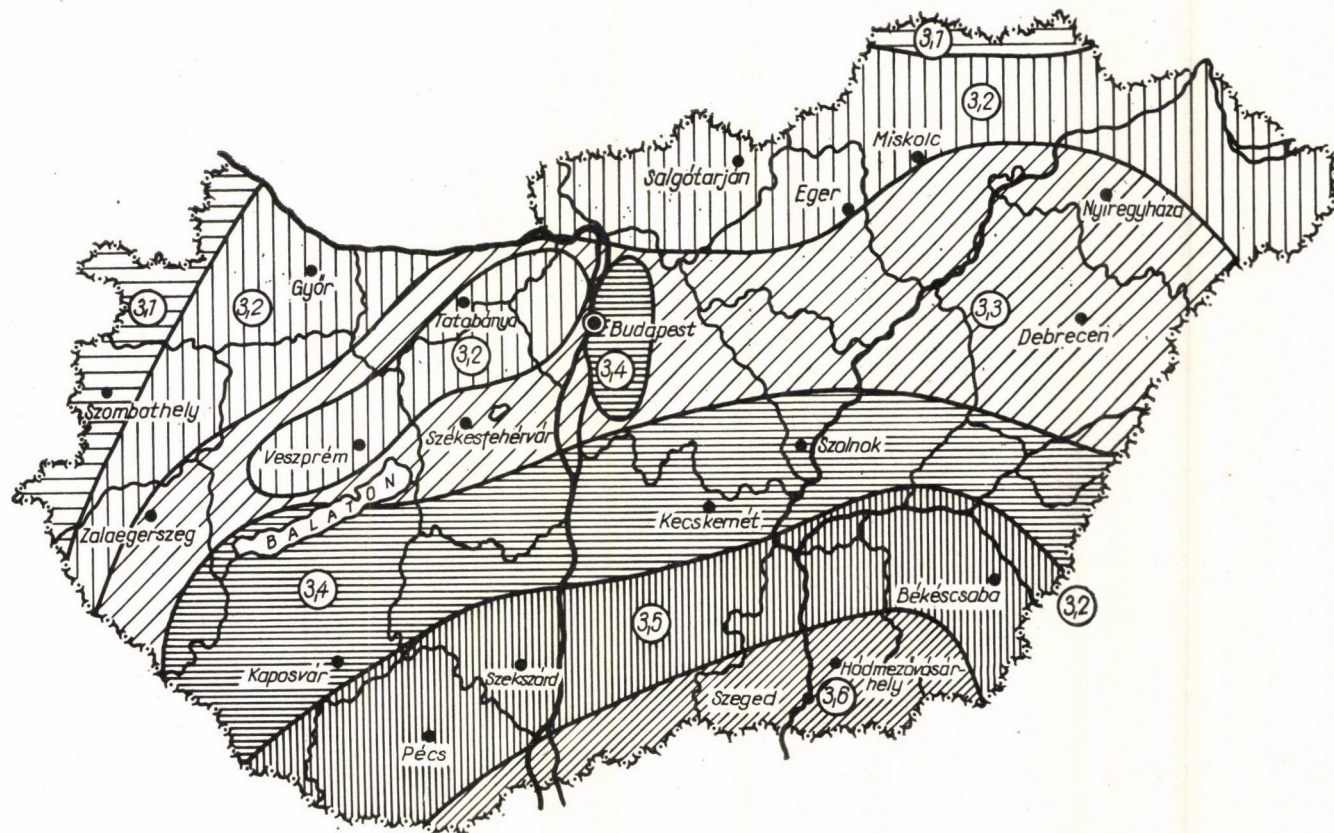 3,1
3,2
Miskolc
Salgótarján
Eger
Nyíregyháza
Győr
3,1
3,2
Tatabánya
Budapest
3,3
Debrecen
3,2
3,4
Szombathely
Székesfehérvár
Szolnok
Veszprém
BALATON
Kecskemét
Zalaegerszeg
3,4
Békéscsaba
3,2
3,5
Kaposvár
Szekszárd
Hódmezővásár-
hely
Szeged
3,6
Pécs